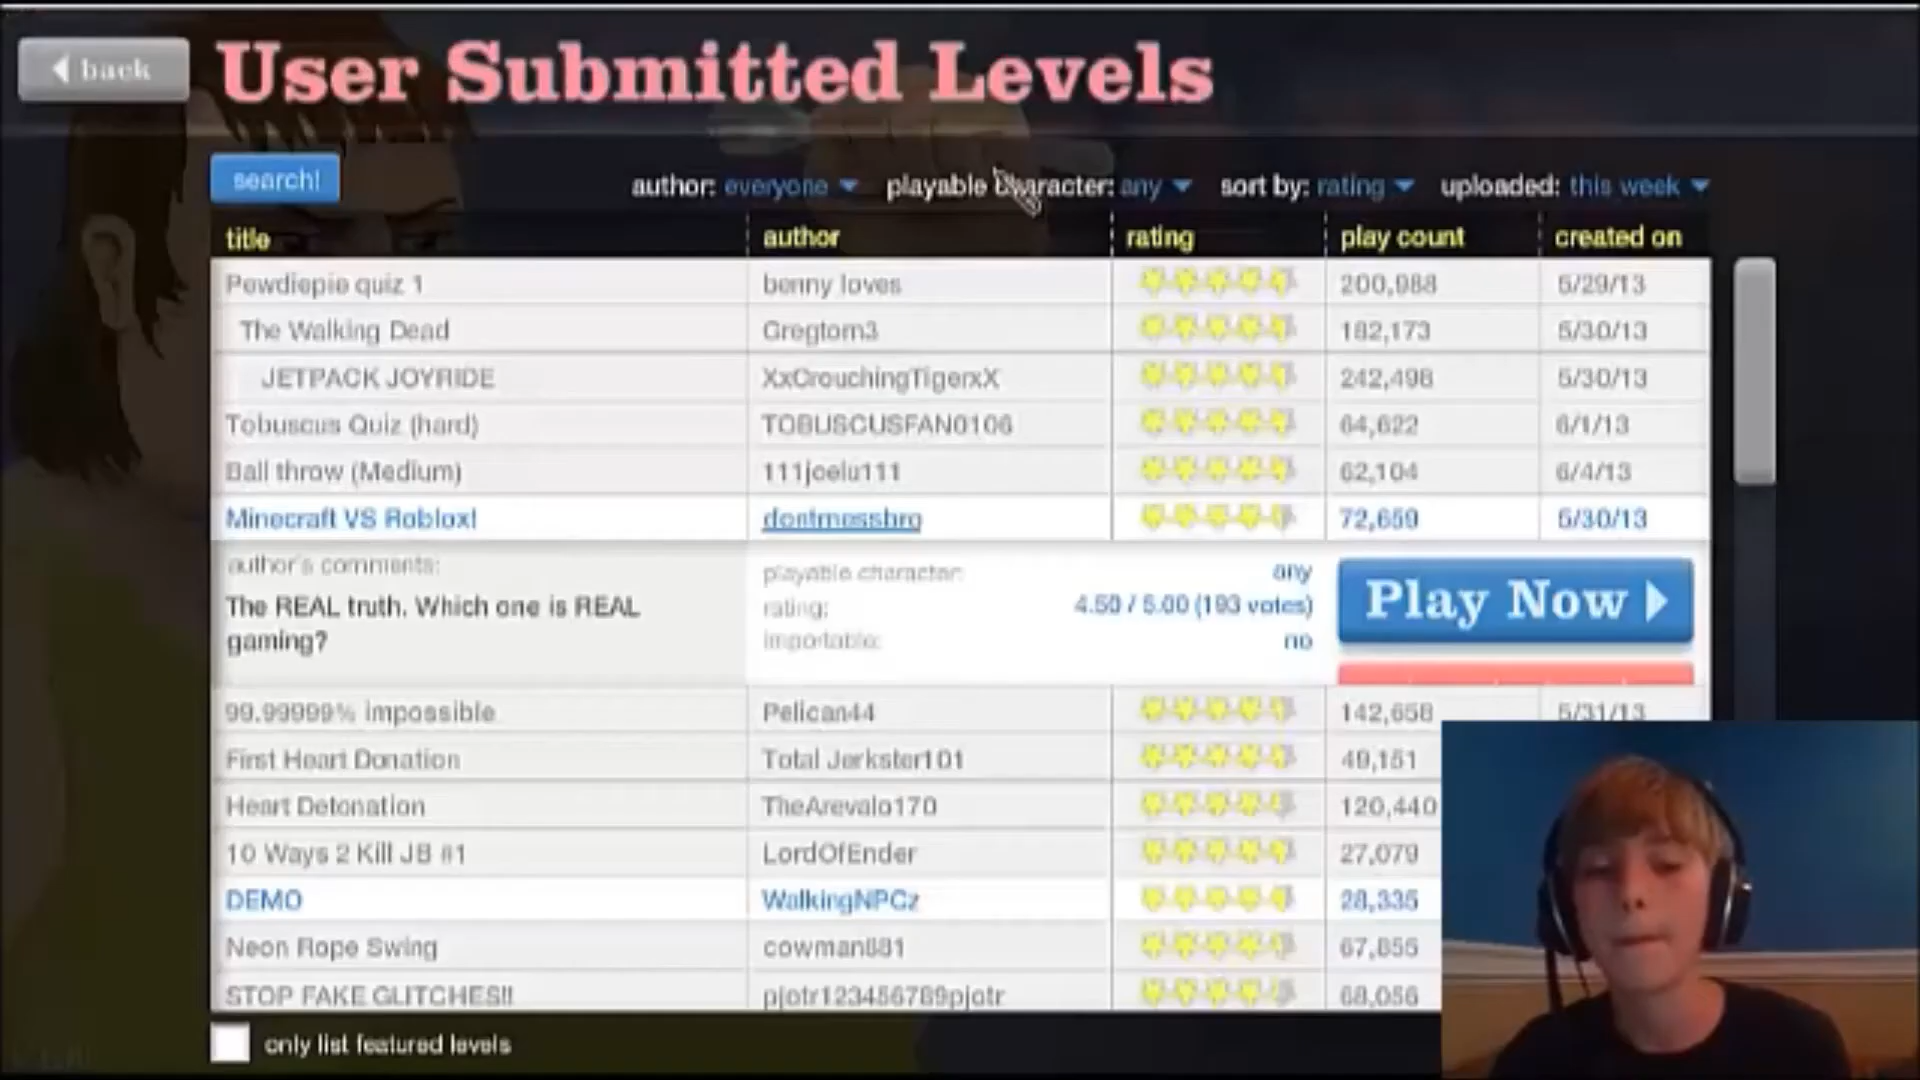 back
User Submitted Levels
search!
author: everyone playable character: any sort by: rating uploaded: this week
title author rating play count created on
Pewdiepie quiz 1 benny loves 200,988 5/29/13
The Walking Dead Gregtom3 182,173 5/30/13
JETPACK JOYRIDE XxCrouchingTigerxX 242,498 5/30/13
Tobuscus Quiz (hard) TOBUSCUSFAN0106 64,622 6/1/13
Ball throw (Medium) 111joelu111 62,104 6/4/13
Minecraft VS Roblox! dontmessbro 72,659 5/30/13
author's comments:
The REAL truth. Which one is REAL
gaming?
playable character: any
rating: 4.50 / 5.00 (193 votes)
importable: no
Play Now
99.99999% impossible Pelican44 142,658 5/31/13
First Heart Donation Total Jerkster101 49,151
Heart Detonation TheArevalo170 120,440
10 Ways 2 Kill JB #1 LordOfEnder 27,079
DEMO WalkingNPCz 28,335
Neon Rope Swing cowman881 67,855
STOP FAKE GLITCHES!! pjotr123456789pjotr 68,056
only list featured levels